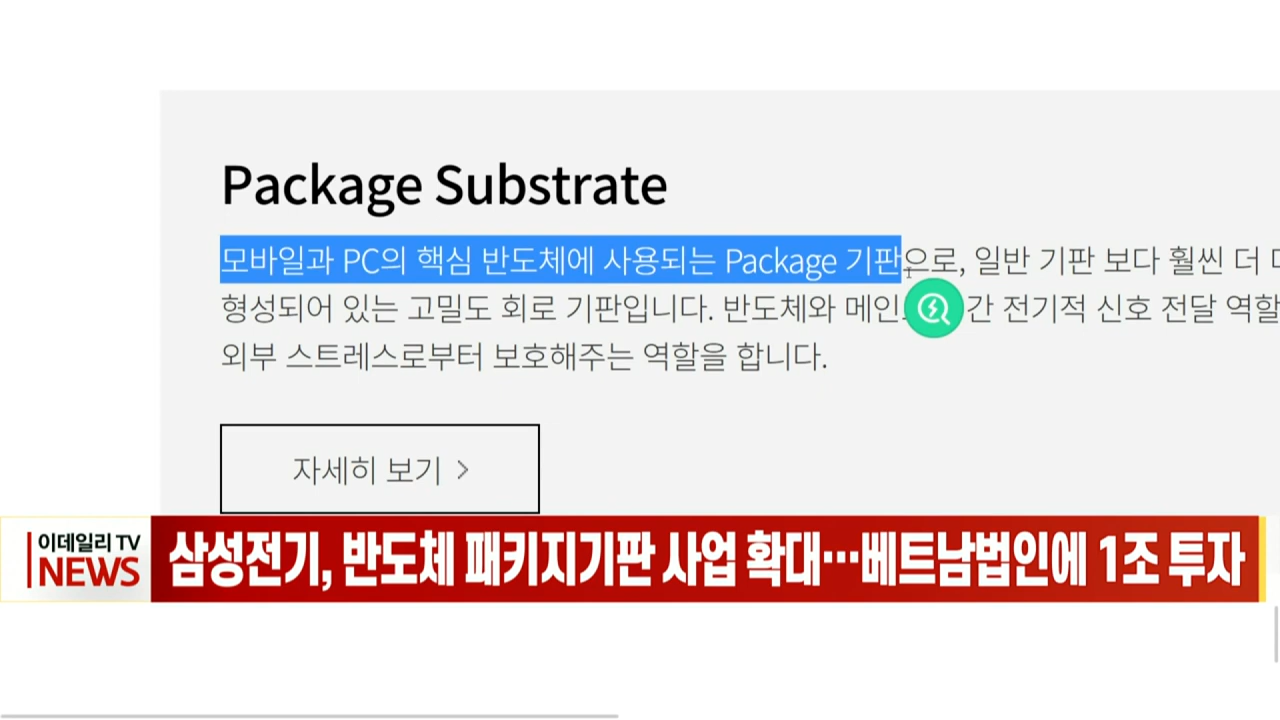 Package Substrate
모바일과 PC의 핵심 반도체에 사용되는 Package 기판으로, 일반 기판 보다 훨씬 더
형성되어 있는 고밀도 회로 기판입니다. 반도체와 메인 간 전기적 신호 전달 역할
외부 스트레스로부터 보호해주는 역할을 합니다.
자세히 보기 >
이데일리 TV
NEWS
삼성전기, 반도체 패키지기판 사업 확대…베트남법인에 1조 투자